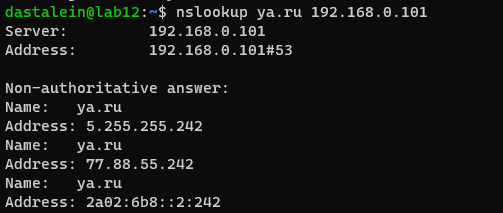 dastalein@lab12:~$ nslookup ya.ru 192.168.0.101
Server:         192.168.0.101
Address:        192.168.0.101#53

Non-authoritative answer:
Name:   ya.ru
Address: 5.255.255.242
Name:   ya.ru
Address: 77.88.55.242
Name:   ya.ru
Address: 2a02:6b8::2:242